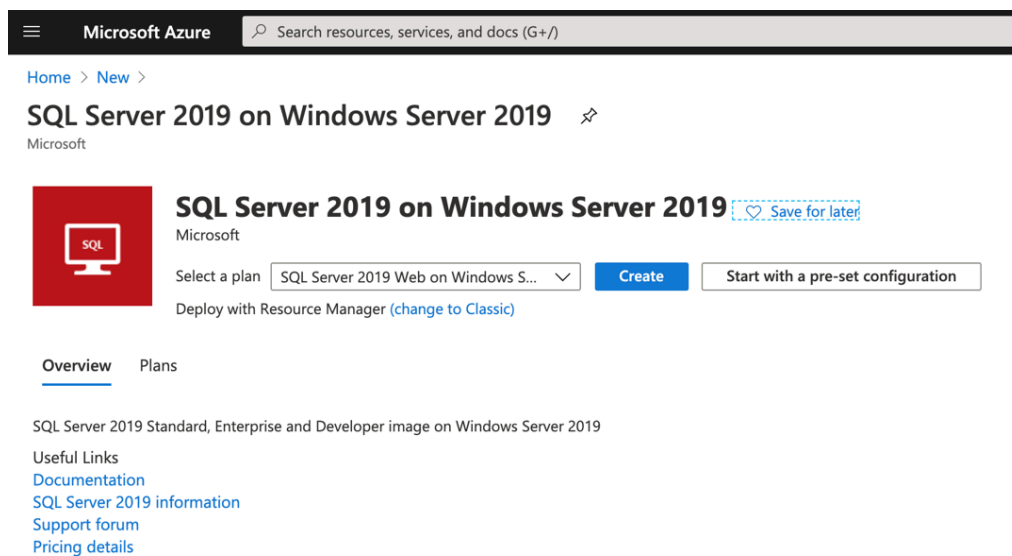 Microsoft Azure Search resources, services, and docs (G+/)
Home > New >
SQL Server 2019 on Windows Server 2019
Microsoft
SQL
SQL Server 2019 on Windows Server 2019 Save for later
Microsoft
Select a plan SQL Server 2019 Web on Windows S... Create Start with a pre-set configuration
Deploy with Resource Manager (change to Classic)
Overview Plans
SQL Server 2019 Standard, Enterprise and Developer image on Windows Server 2019
Useful Links
Documentation
SQL Server 2019 information
Support forum
Pricing details